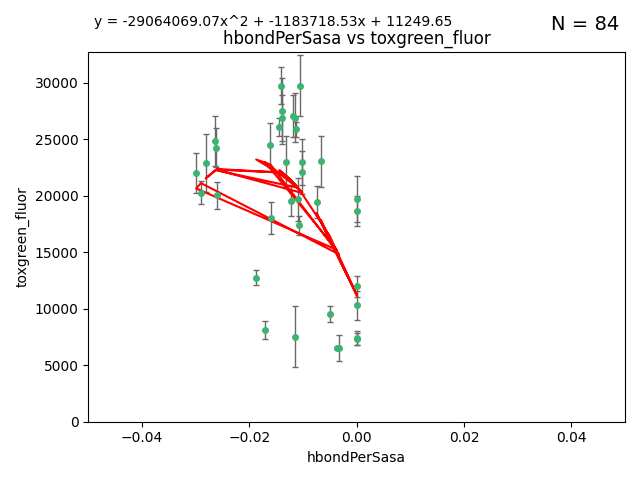 y = -29064069.07x^2 + -1183718.53x + 11249.65
N = 84
hbondPerSasa vs toxgreen_fluor
30000
25000
20000
15000
10000
5000
0
toxgreen_fluor
−0.04
−0.02
0.00
0.02
0.04
hbondPerSasa